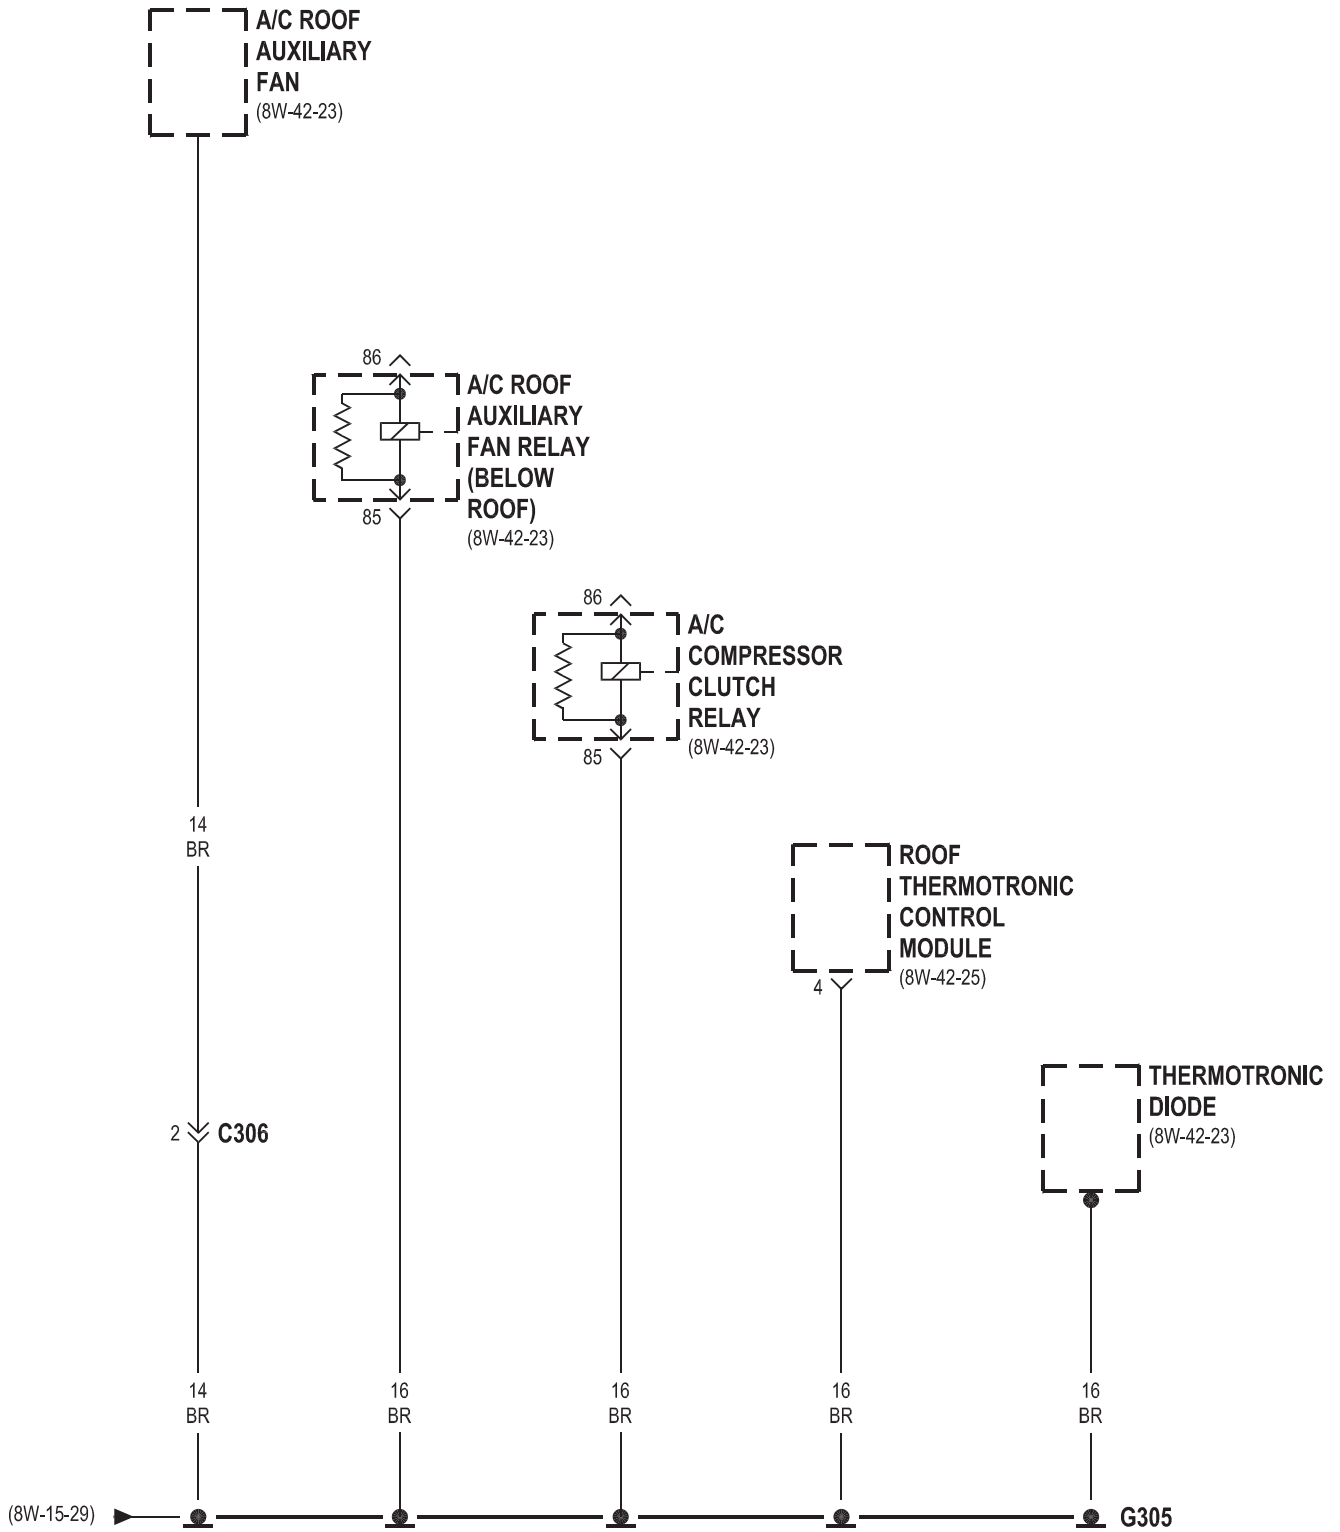 A/C ROOF
AUXILIARY
FAN
(8W-42-23)
86
A/C ROOF
AUXILIARY
FAN RELAY
(BELOW
ROOF)
(8W-42-23)
85
86
A/C
COMPRESSOR
CLUTCH
RELAY
(8W-42-23)
85
14
BR
ROOF
THERMOTRONIC
CONTROL
MODULE
(8W-42-25)
4
THERMOTRONIC
DIODE
(8W-42-23)
2 C306
14
BR
16
BR
16
BR
16
BR
16
BR
(8W-15-29)
G305